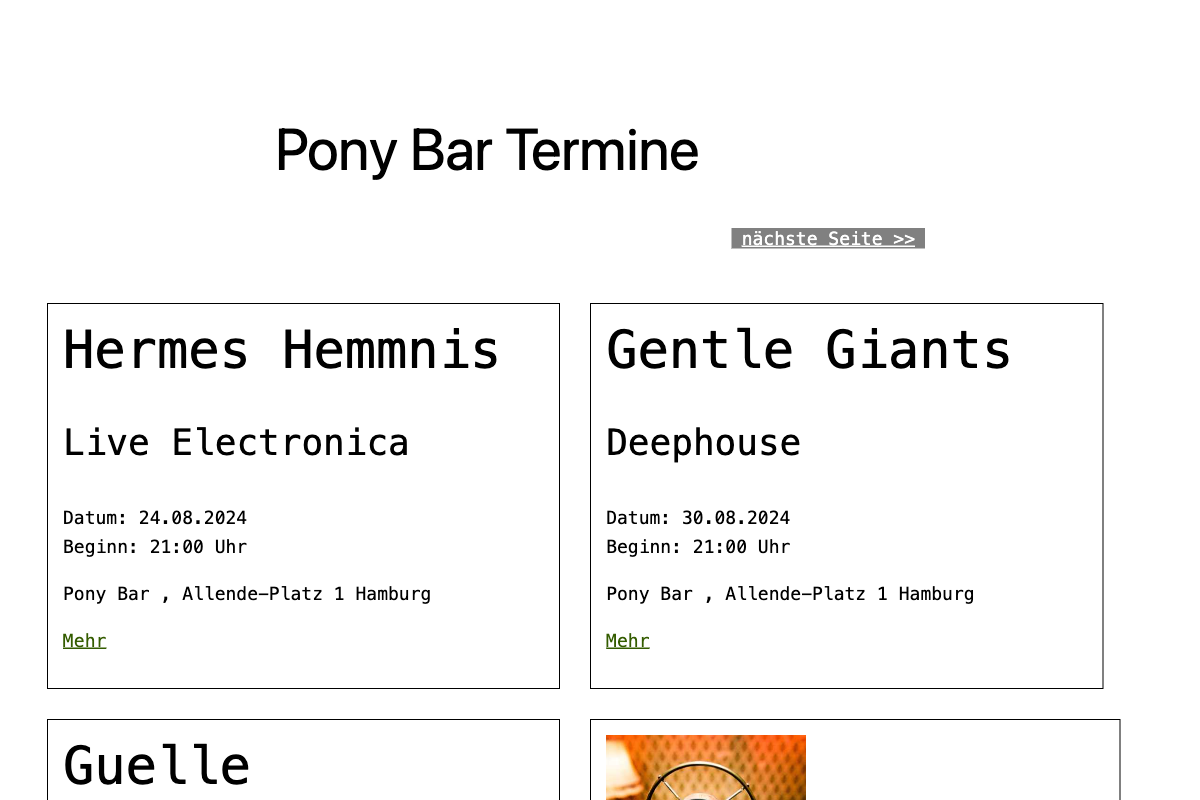 Pony Bar Termine
nächste Seite >>
Hermes Hemmnis
Live Electronica
Datum: 24.08.2024
Beginn: 21:00 Uhr
Pony Bar , Allende-Platz 1 Hamburg
Mehr
Gentle Giants
Deephouse
Datum: 30.08.2024
Beginn: 21:00 Uhr
Pony Bar , Allende-Platz 1 Hamburg
Mehr
Guelle